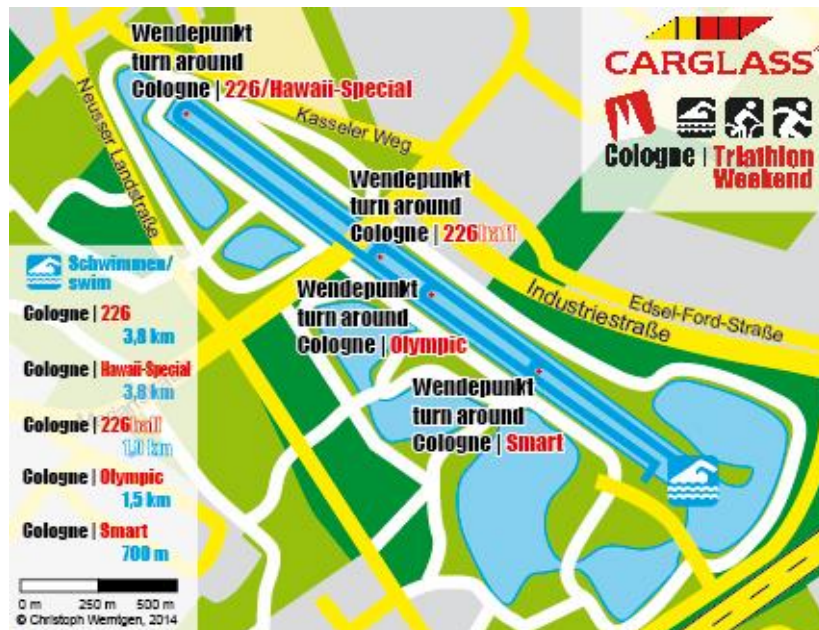 Wendepunkt
turn around
Cologne | 226/Hawaii-Special
CARGLASS®
Cologne | Triathlon
Weekend
Neusser Landstraße
Kasseler Weg
Wendepunkt
turn around
Cologne | 226half
Wendepunkt
turn around
Cologne | Olympic
Industriestraße
Edsel-Ford-Straße
Wendepunkt
turn around
Cologne | Smart
Schwimmen/
swim
Cologne | 226
3,8 km
Cologne | Hawaii-Special
3,8 km
Cologne | 226half
km
Cologne | Olympic
1,5 km
Cologne | Smart
700 m
0 m 250 m 500 m
© Christoph Werntgen, 2014